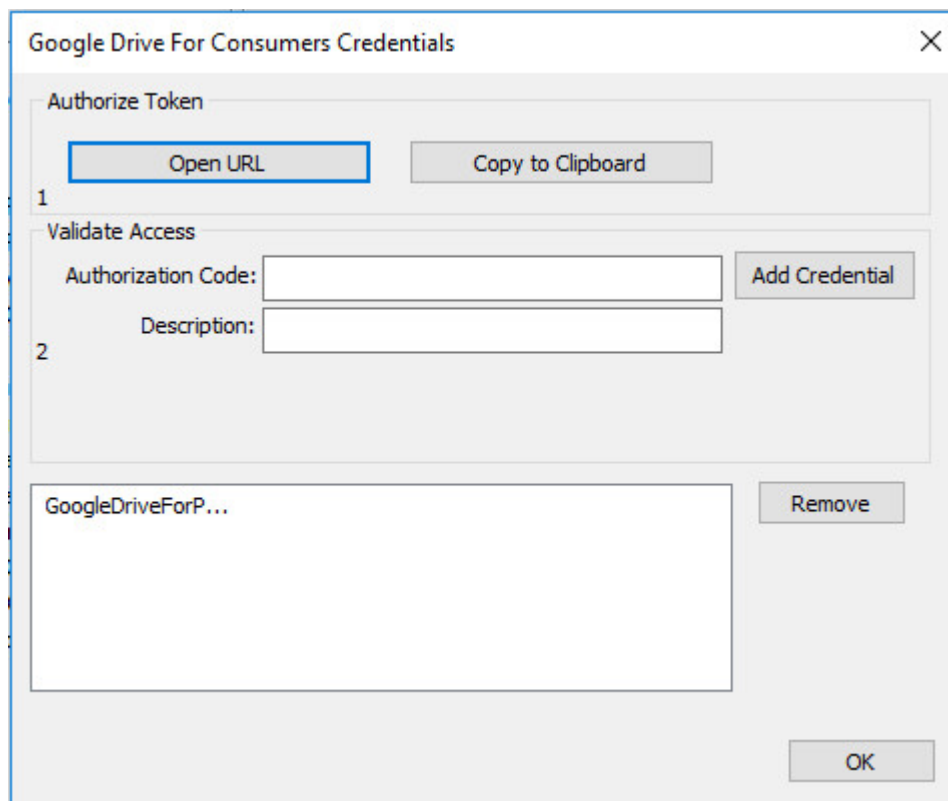 Google Drive For Consumers Credentials
Authorize Token
Open URL Copy to Clipboard
1
Validate Access
Authorization Code: Add Credential
Description:
2
GoogleDriveForP... Remove
OK